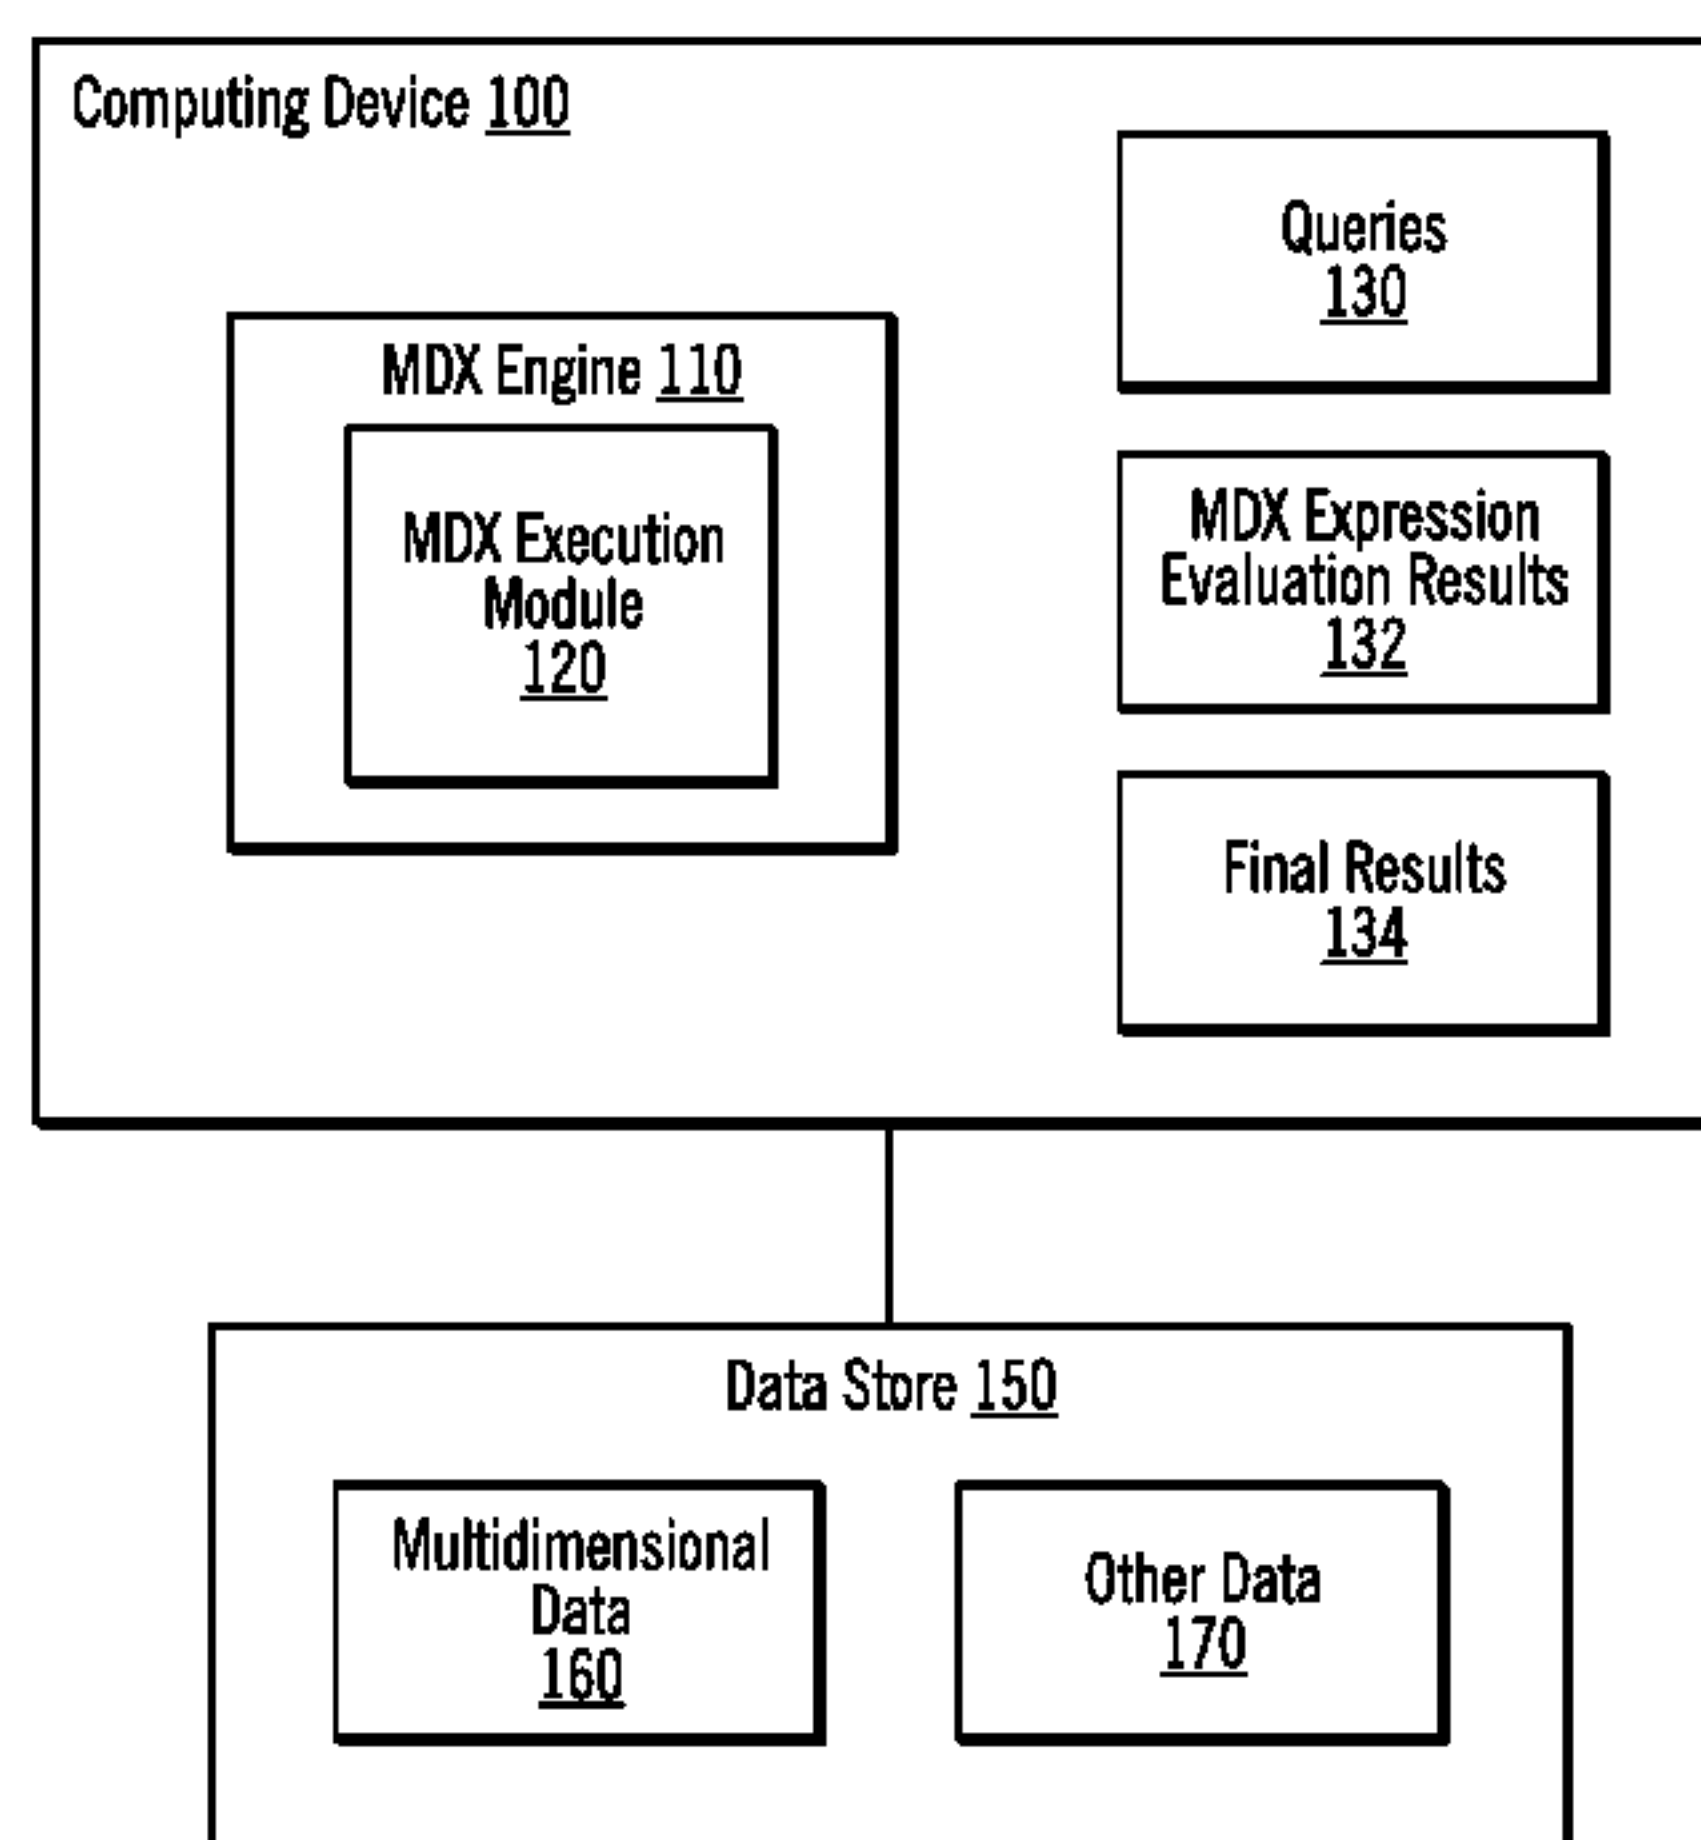 Computing Device 100
MDX Engine 110
MDX Execution
Module
120
Queries
130
MDX Expression
Evaluation Results
132
Final Results
134
Data Store 150
Multidimensional
Data
160
Other Data
170